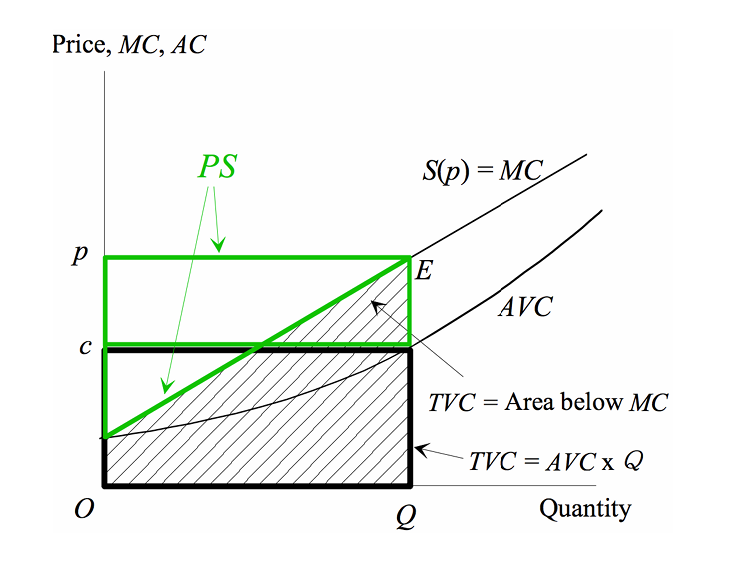 Price, MC, AC
PS
S(p) = MC
p
E
AVC
c
TVC = Area below MC
TVC = AVC x Q
O
Q
Quantity